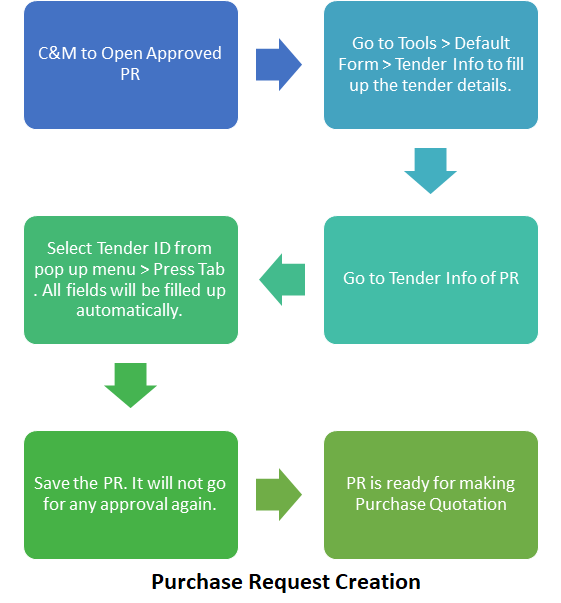 C&M to Open Approved
PR
Go to Tools > Default
Form > Tender Info to fill
up the tender details.
Go to Tender Info of PR
Select Tender ID from
pop up menu > Press Tab
. All fields will be filled up
automatically.
Save the PR. It will not go
for any approval again.
PR is ready for making
Purchase Quotation
Purchase Request Creation